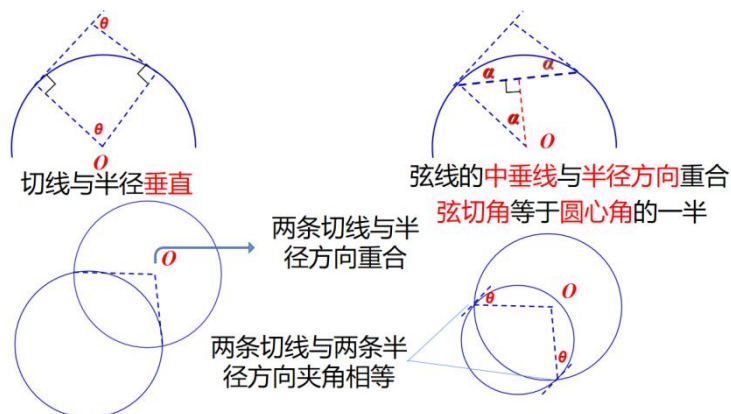 θ
θ
O
切线与半径垂直
α
α
α
O
弦线的中垂线与半径方向重合
弦切角等于圆心角的一半
O
两条切线与半
径方向重合
θ
O
θ
两条切线与两条半
径方向夹角相等